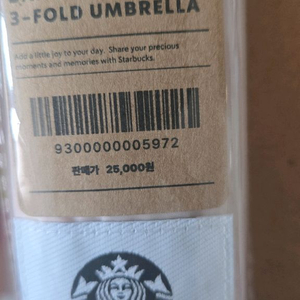 3-FOLD UMBRELLA
Add a little joy to your day. Share your precious
moments and memories with Starbucks.
9300000005972
판매가 25,000원